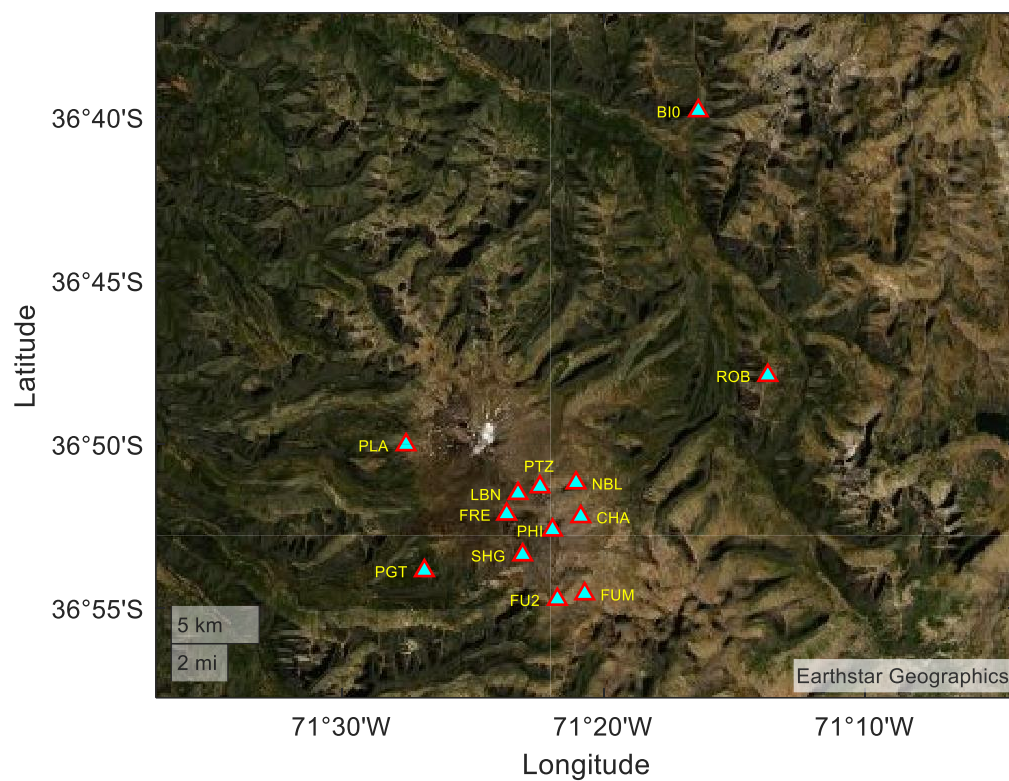 36°40'S
36°45'S
36°50'S
36°55'S
Latitude
BI0
ROB
PLA
PTZ
NBL
LBN
FRE
CHA
PHI
SHG
PGT
FU2
FUM
5 km
2 mi
Earthstar Geographics
71°30'W
71°20'W
71°10'W
Longitude